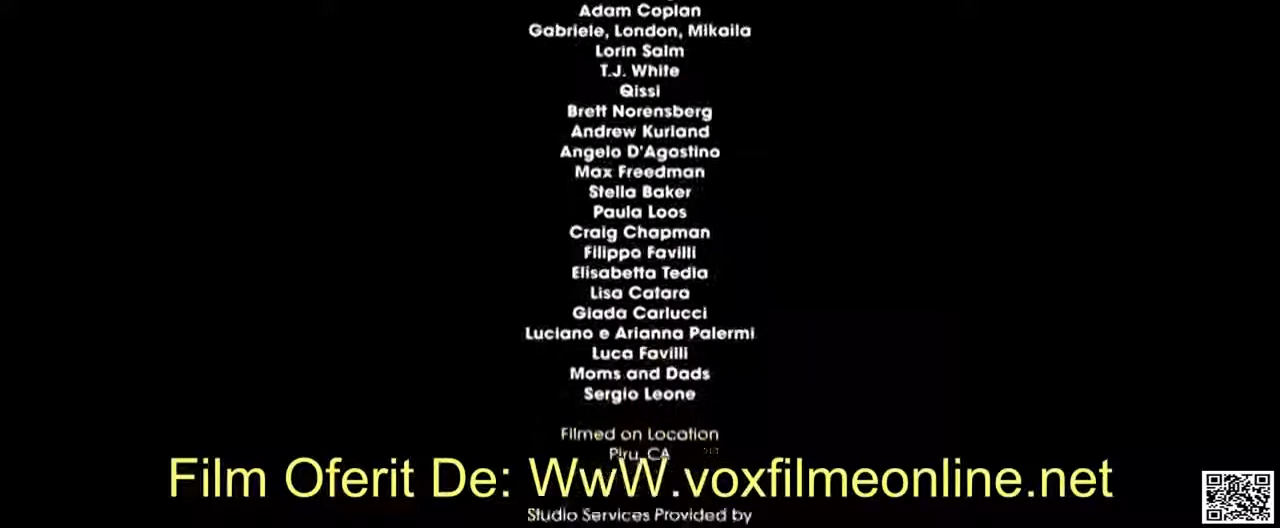 Adam Coplan
Gabriele, London, Mikaila
Lorin Salm
T.J. White
Qissi
Brett Norensberg
Andrew Kurland
Angelo D'Agostino
Max Freedman
Stella Baker
Paula Loos
Craig Chapman
Filippo Favilli
Elisabetta Tedla
Lisa Catara
Giada Carlucci
Luciano e Arianna Palermi
Luca Favilli
Moms and Dads
Sergio Leone
Filmed on Location
Piru, CA
Film Oferit De: WwW.voxfilmeonline.net
Studio Services Provided by